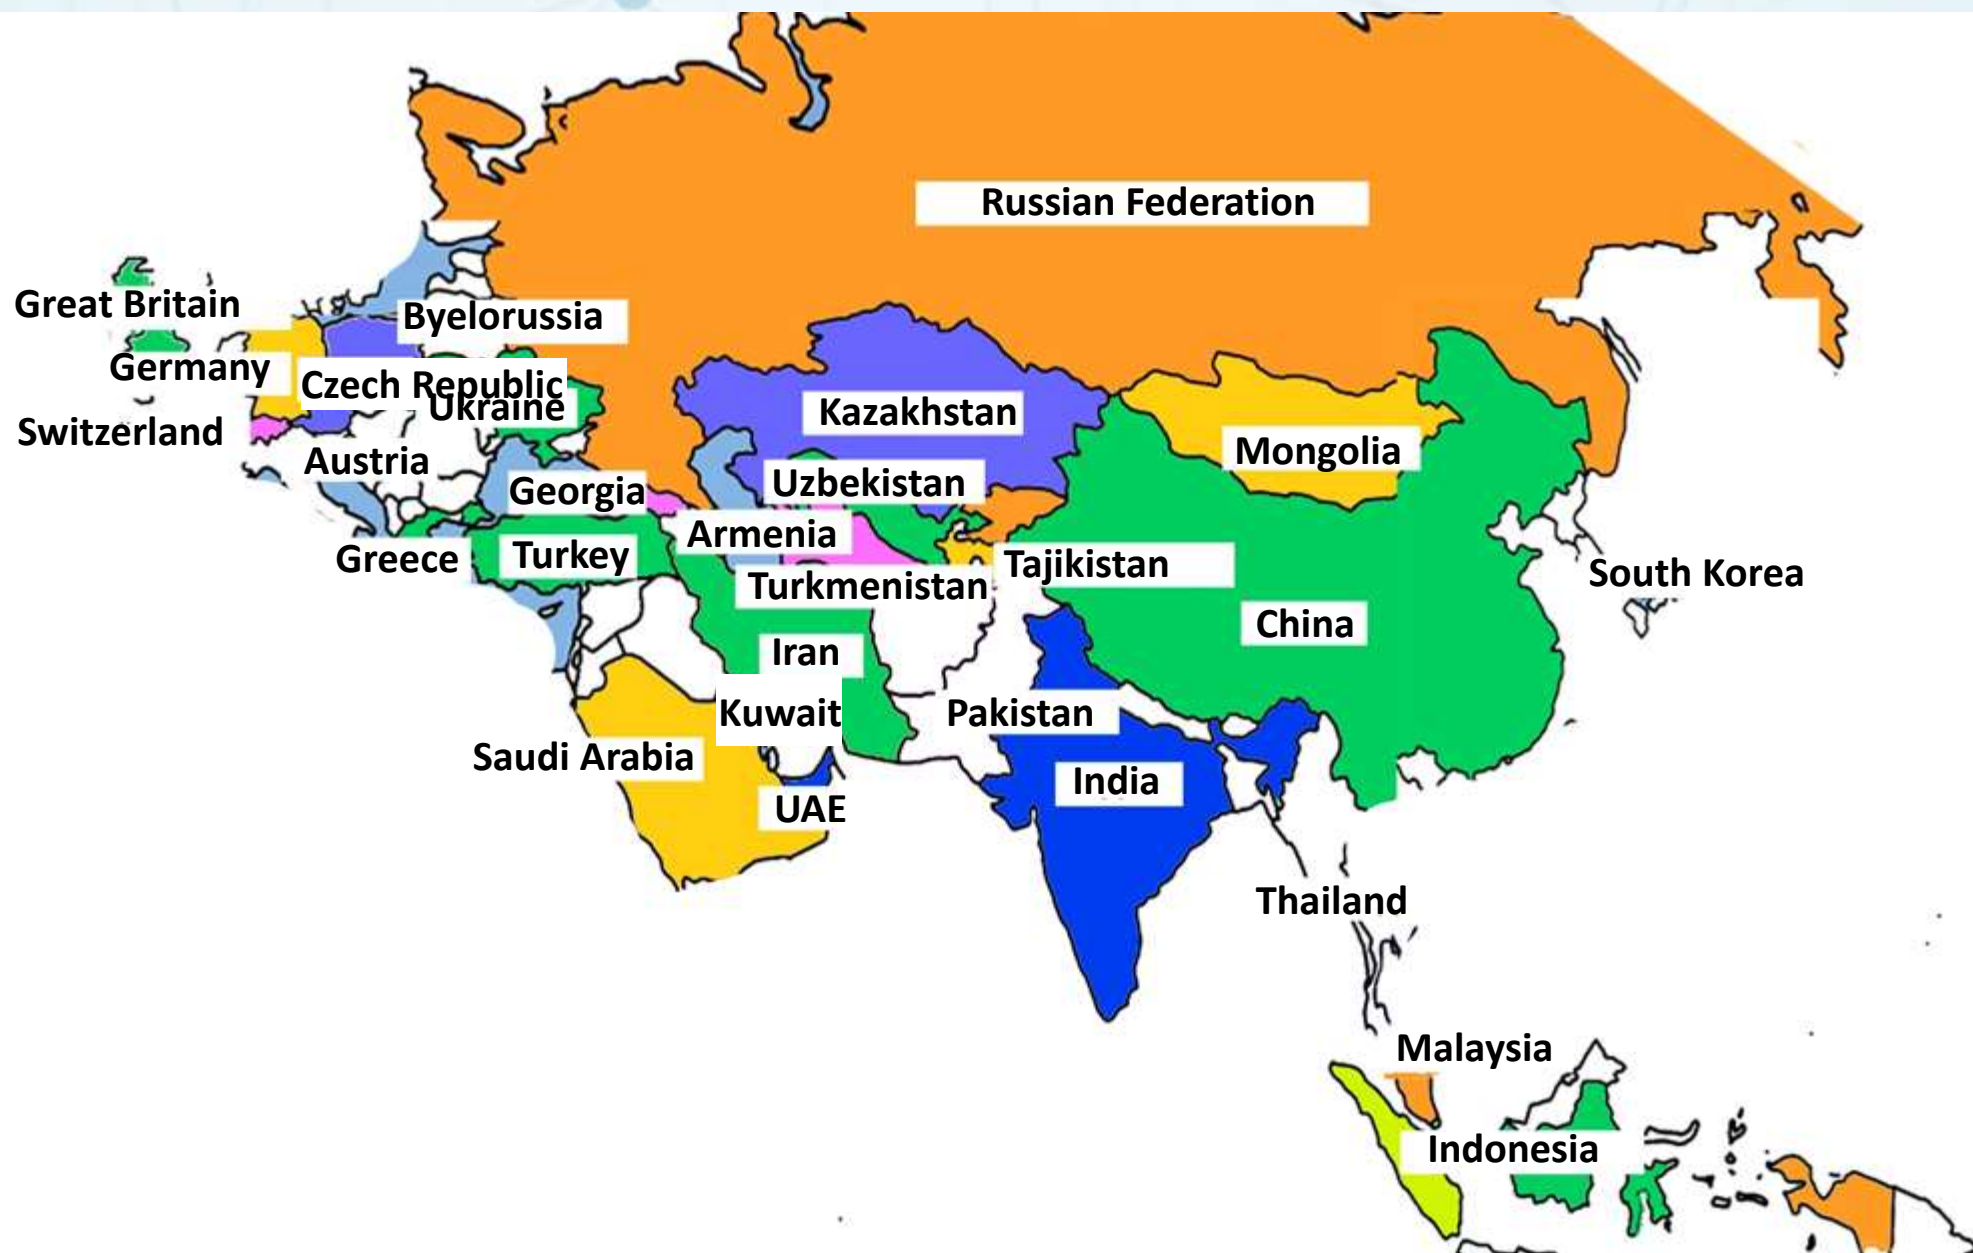 Russian Federation
Great Britain
Byelorussia
Germany
Czech Republic
Ukraine
Kazakhstan
Switzerland
Mongolia
Austria
Uzbekistan
Georgia
Armenia
Greece
Turkey
Tajikistan
South Korea
Turkmenistan
China
Iran
Kuwait
Pakistan
Saudi Arabia
India
UAE
Thailand
Malaysia
Indonesia